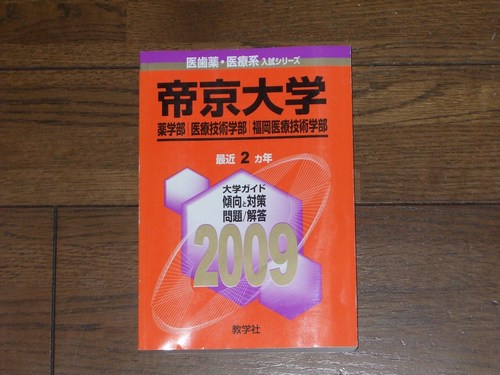 医歯薬・医療系 入試シリーズ
帝京大学
薬学部|医療技術学部|福岡医療技術学部
最近 2 カ年
大学ガイド
傾向と対策
問題/解答
2009
教学社